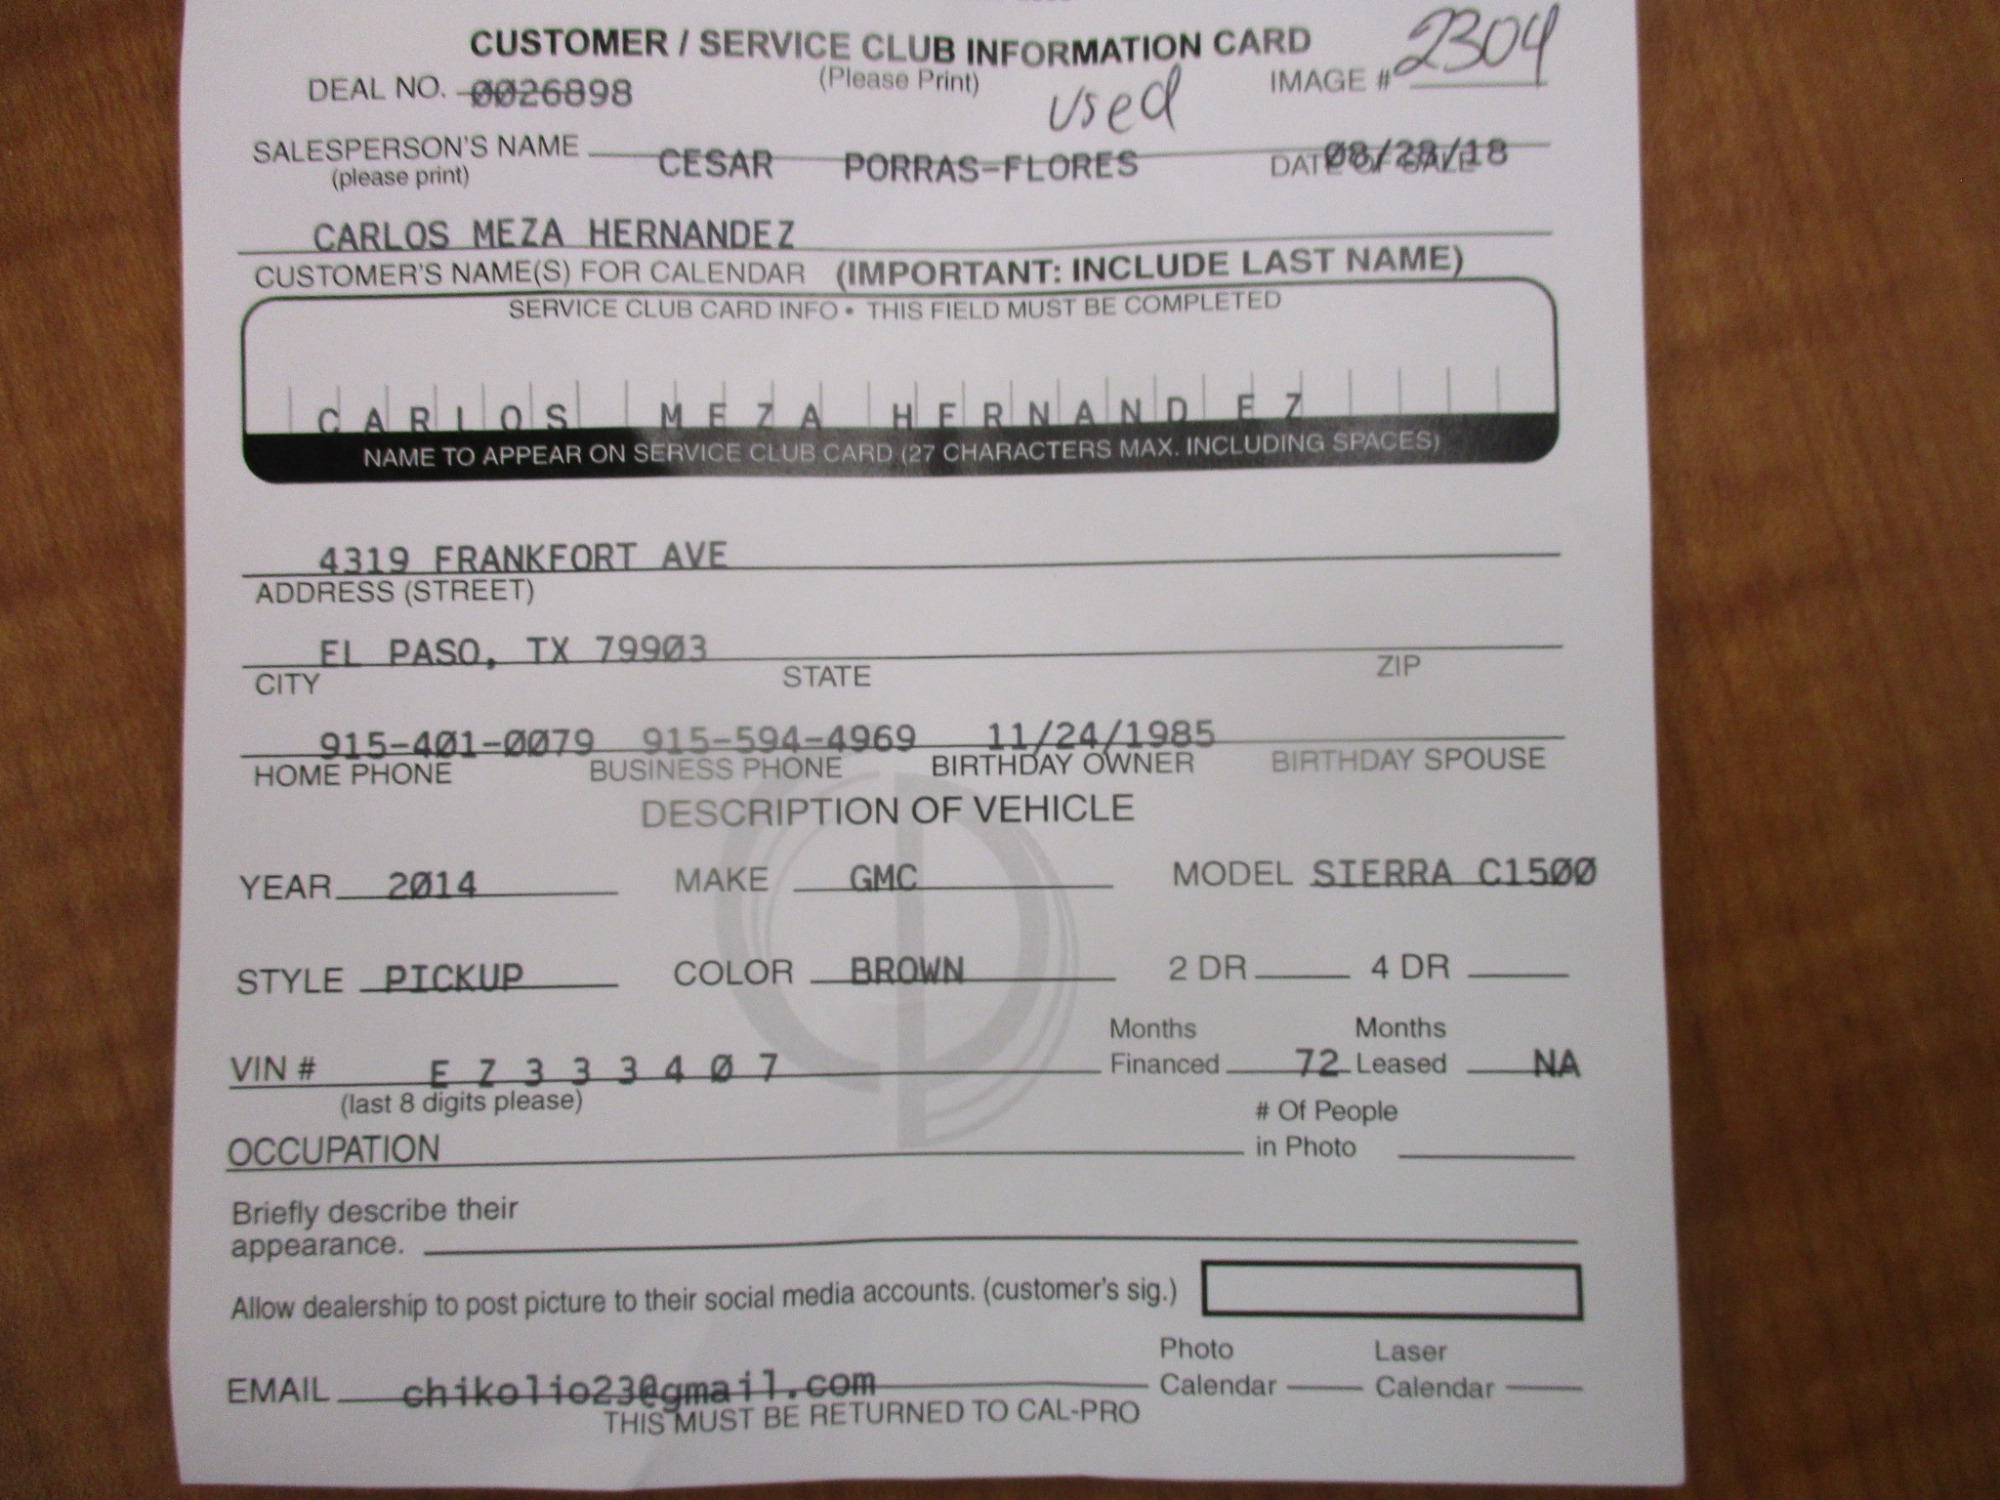 CUSTOMER / SERVICE CLUB INFORMATION CARD
DEAL NO. 0026898 (Please Print) used IMAGE # 2304
SALESPERSON'S NAME CESAR PORRAS-FLORES DATE OF SALE 08/28/18
(please print)
CARLOS MEZA HERNANDEZ
CUSTOMER'S NAME(S) FOR CALENDAR (IMPORTANT: INCLUDE LAST NAME)
SERVICE CLUB CARD INFO • THIS FIELD MUST BE COMPLETED
CARLOS MEZA HERNANDEZ
NAME TO APPEAR ON SERVICE CLUB CARD (27 CHARACTERS MAX. INCLUDING SPACES)
4319 FRANKFORT AVE
ADDRESS (STREET)
EL PASO, TX 79903
CITY STATE ZIP
915-401-0079 915-594-4969 11/24/1985
HOME PHONE BUSINESS PHONE BIRTHDAY OWNER BIRTHDAY SPOUSE
DESCRIPTION OF VEHICLE
YEAR 2014 MAKE GMC MODEL SIERRA C1500
STYLE PICKUP COLOR BROWN 2 DR 4 DR
VIN # EZ333407 Months Financed 72 Months Leased NA
(last 8 digits please)
OCCUPATION # Of People in Photo
Briefly describe their
appearance.
Allow dealership to post picture to their social media accounts. (customer's sig.)
EMAIL chikolio23@gmail.com Photo Calendar Laser Calendar
THIS MUST BE RETURNED TO CAL-PRO